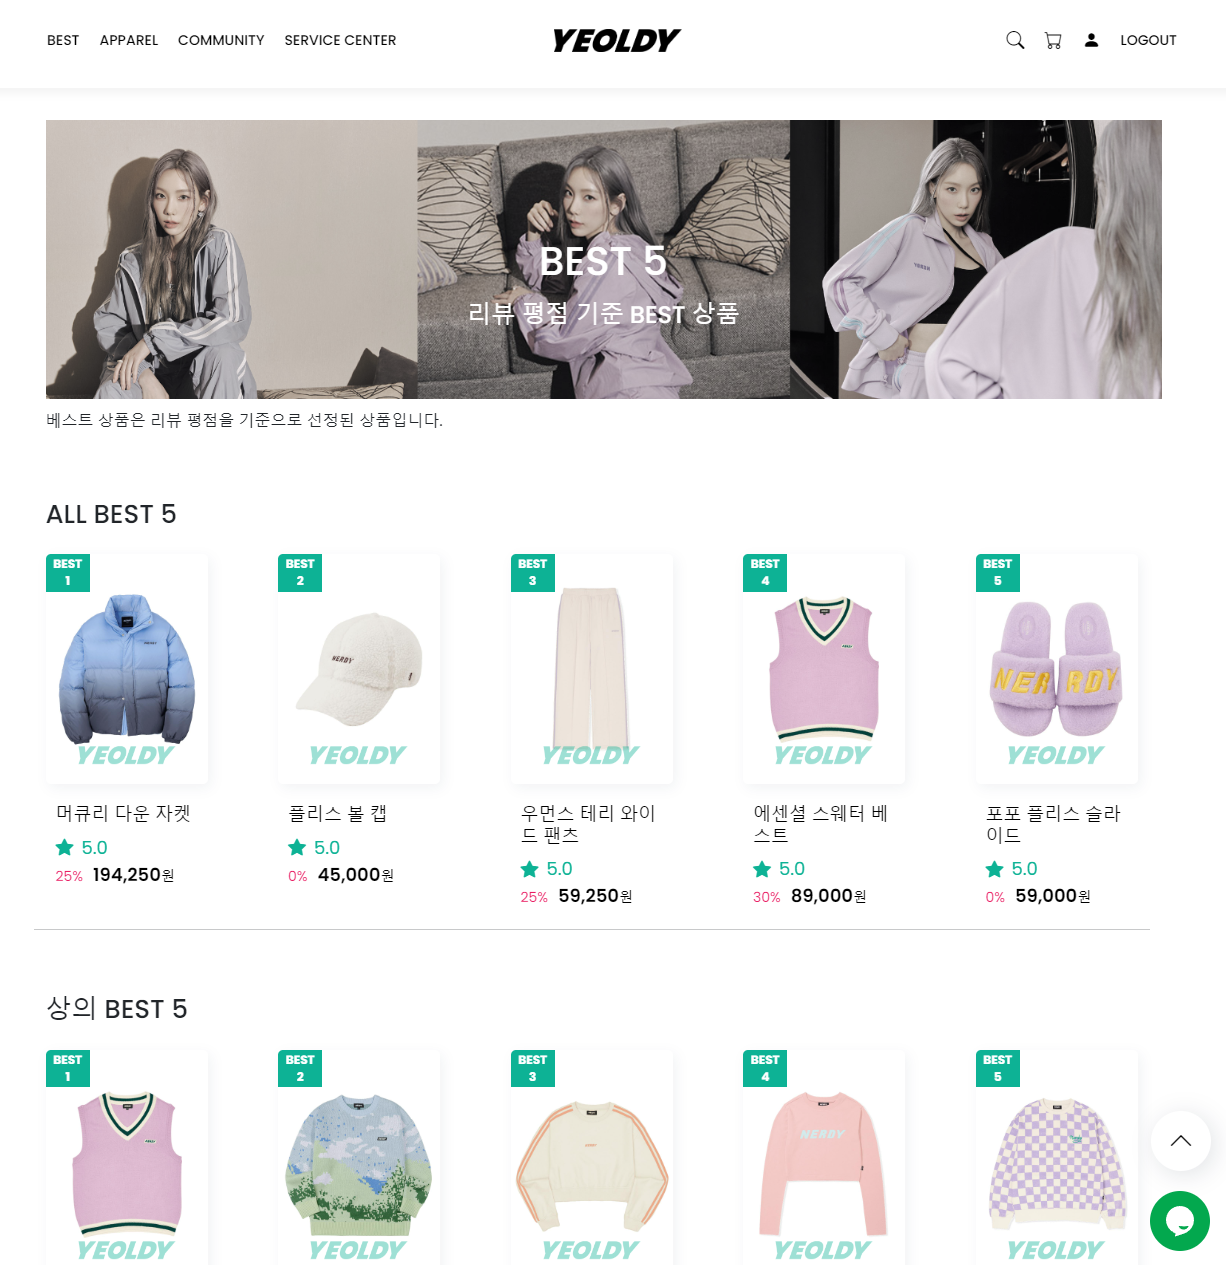 BEST APPAREL COMMUNITY SERVICE CENTER YEOLDY LOGOUT
BEST 5
리뷰 평점 기준 BEST 상품
베스트 상품은 리뷰 평점을 기준으로 선정된 상품입니다.
ALL BEST 5
BEST
1
YEOLDY
머큐리 다운 자켓
5.0
25% 194,250원
BEST
2
NERDY
YEOLDY
플리스 볼 캡
5.0
0% 45,000원
BEST
3
YEOLDY
우먼스 테리 와이
드 팬츠
5.0
25% 59,250원
BEST
4
YEOLDY
에센셜 스웨터 베
스트
5.0
30% 89,000원
BEST
5
NERRDY
YEOLDY
포포 플리스 슬라
이드
5.0
0% 59,000원
상의 BEST 5
BEST
1
YEOLDY
BEST
2
YEOLDY
BEST
3
YEOLDY
BEST
4
NERDY
YEOLDY
BEST
5
YEOLDY